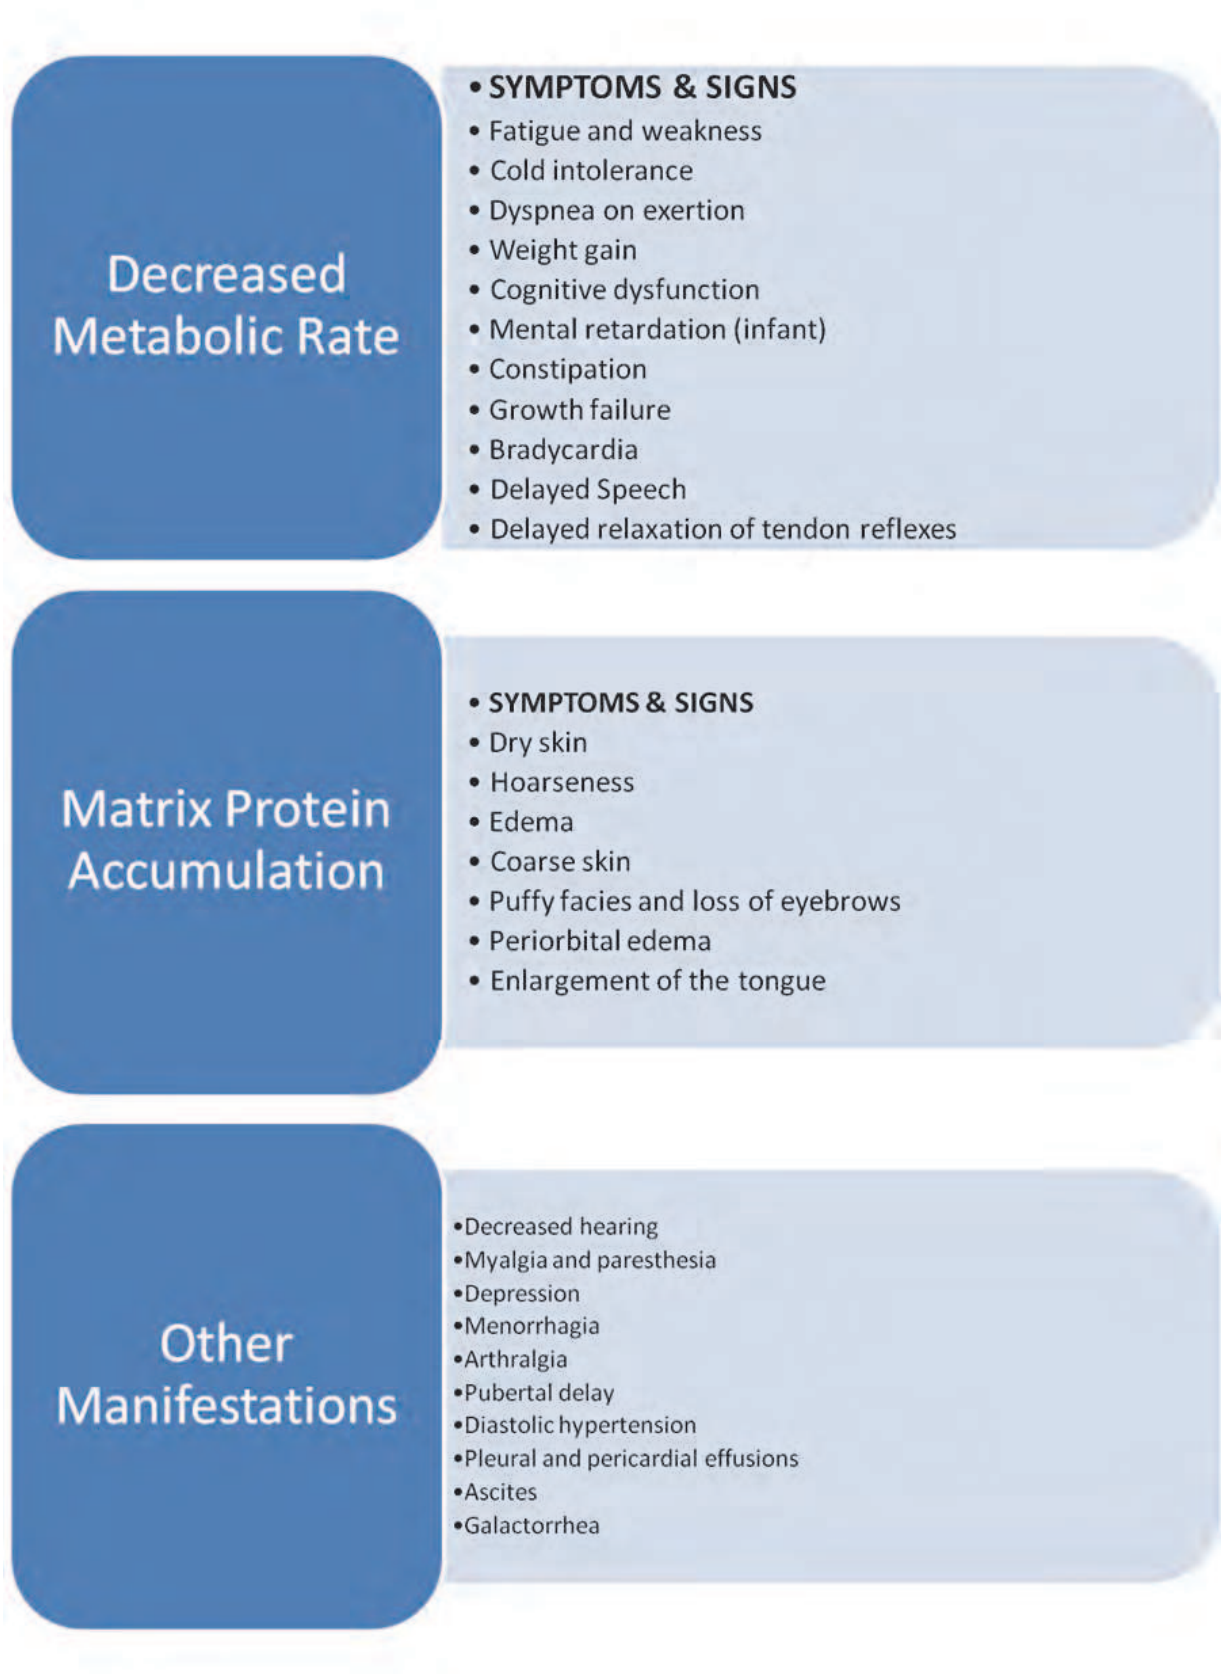 Decreased
Metabolic Rate
• SYMPTOMS & SIGNS
• Fatigue and weakness
• Cold intolerance
• Dyspnea on exertion
• Weight gain
• Cognitive dysfunction
• Mental retardation (infant)
• Constipation
• Growth failure
• Bradycardia
• Delayed Speech
• Delayed relaxation of tendon reflexes
Matrix Protein
Accumulation
• SYMPTOMS & SIGNS
• Dry skin
• Hoarseness
• Edema
• Coarse skin
• Puffy facies and loss of eyebrows
• Periorbital edema
• Enlargement of the tongue
Other
Manifestations
•Decreased hearing
•Myalgia and paresthesia
•Depression
•Menorrhagia
•Arthralgia
•Pubertal delay
•Diastolic hypertension
•Pleural and pericardial effusions
•Ascites
•Galactorrhea